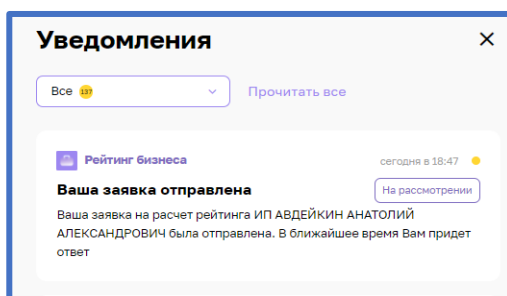 Уведомления
Все 137
Прочитать все
Рейтинг бизнеса
сегодня в 18:47
Ваша заявка отправлена
На рассмотрении
Ваша заявка на расчет рейтинга ИП АВДЕЙКИН АНАТОЛИЙ
АЛЕКСАНДРОВИЧ была отправлена. В ближайшее время Вам придет
ответ